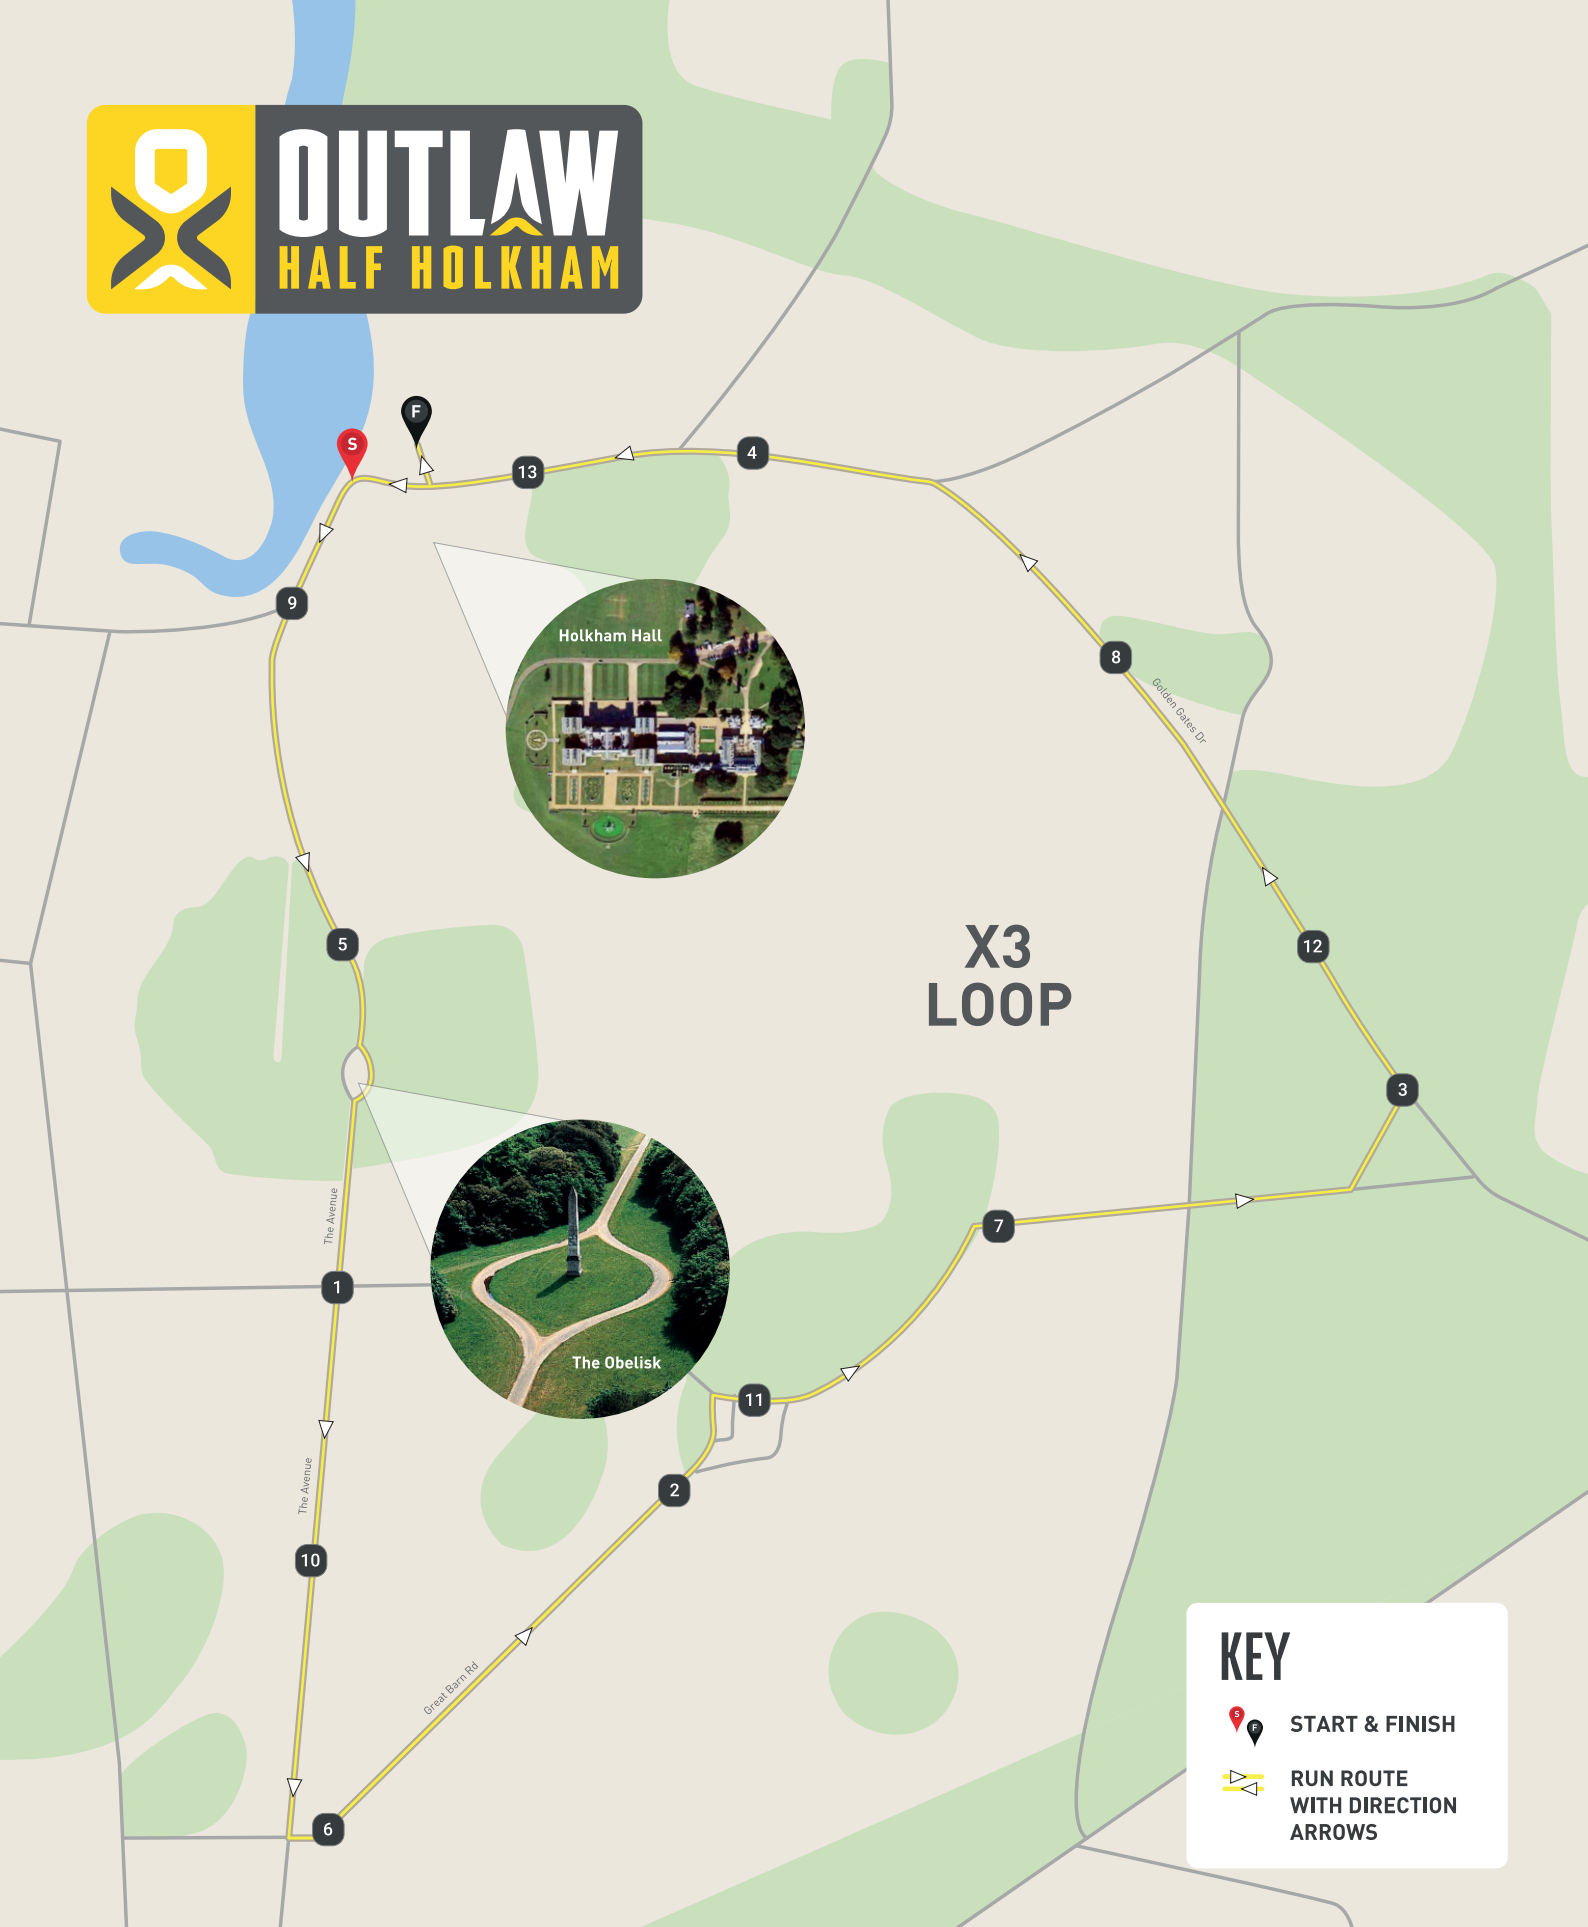 OUTLAW
HALF HOLKHAM
F
S
4
13
9
Holkham Hall
8
Golden Gates Dr
5
X3
LOOP
12
3
The Avenue
7
1
The Obelisk
11
The Avenue
2
10
Great Barn Rd
6
KEY
S
F
START & FINISH
RUN ROUTE
WITH DIRECTION
ARROWS